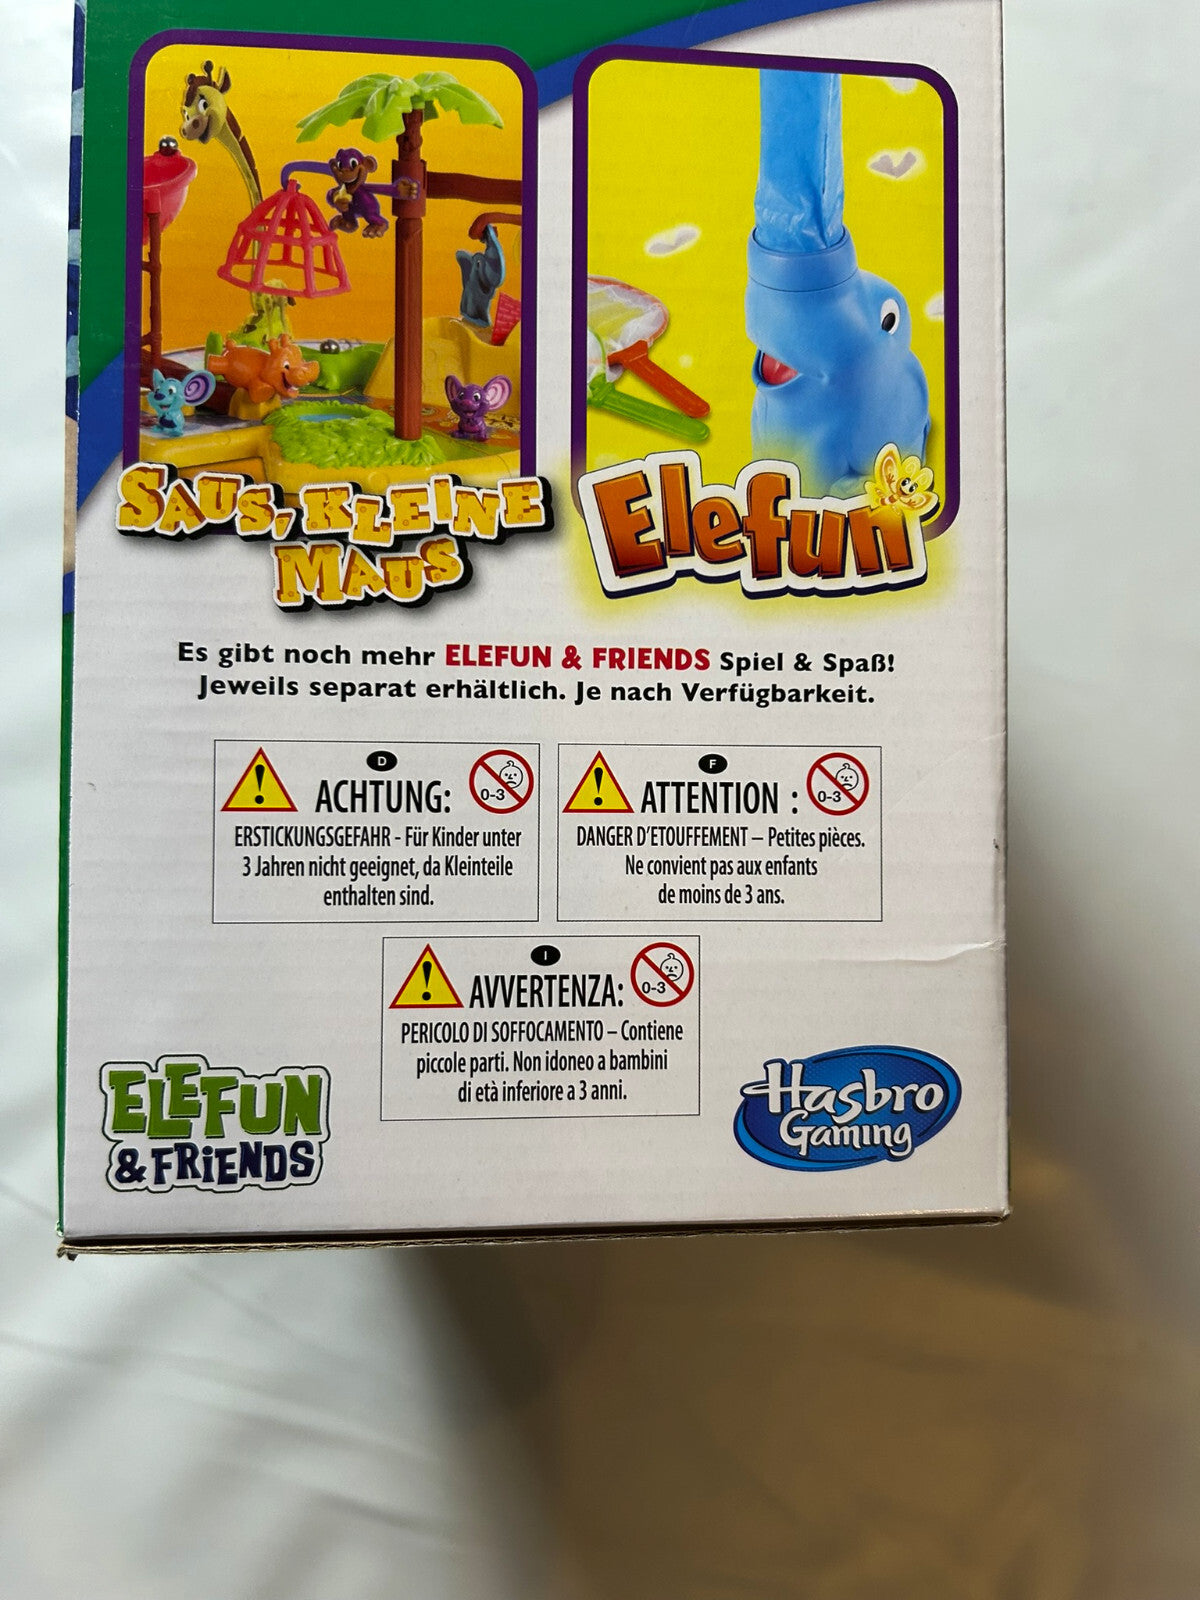 SAUS, KLEINE
MAUS
Elefun
Es gibt noch mehr ELEFUN & FRIENDS Spiel & Spaß!
Jeweils separat erhältlich. Je nach Verfügbarkeit.
D
ACHTUNG:
0-3
ERSTICKUNGSGEFAHR - Für Kinder unter
3 Jahren nicht geeignet, da Kleinteile
enthalten sind.
F
ATTENTION :
0-3
DANGER D'ETOUFFEMENT – Petites pièces.
Ne convient pas aux enfants
de moins de 3 ans.
I
AVVERTENZA:
0-3
PERICOLO DI SOFFOCAMENTO – Contiene
piccole parti. Non idoneo a bambini
di età inferiore a 3 anni.
ELEFUN
& FRiENDS
Hasbro
Gaming